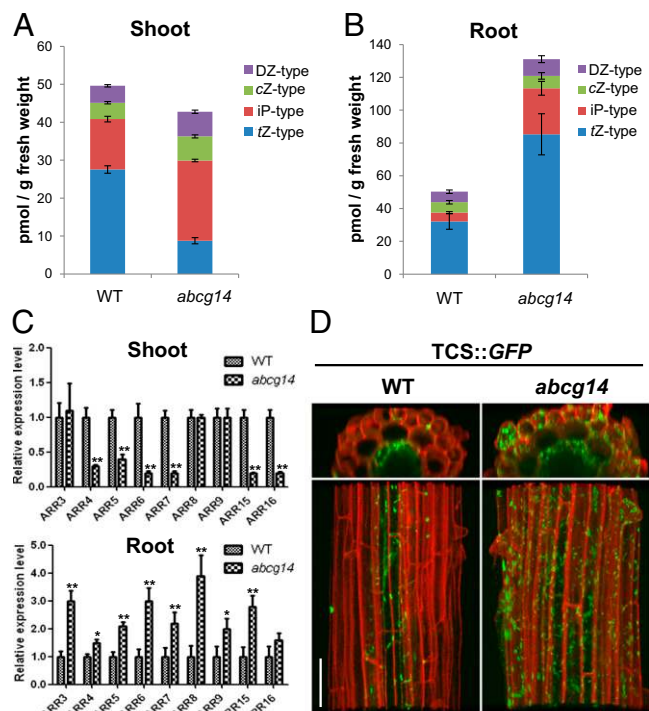 A
Shoot
pmol / g fresh weight
60
50
40
30
20
10
0
WT
abcg14
DZ-type
cZ-type
iP-type
tZ-type
B
Root
pmol / g fresh weight
140
120
100
80
60
40
20
0
WT
abcg14
DZ-type
cZ-type
iP-type
tZ-type
C
Shoot
Relative expression level
2.0
1.5
1.0
0.5
0.0
WT
abcg14
** ** ** ** ** **
ARR3 ARR4 ARR5 ARR6 ARR7 ARR8 ARR9 ARR15 ARR16
Root
Relative expression level
5.0
4.0
3.0
2.0
1.0
0.0
WT
abcg14
** * ** ** ** ** * **
ARR3 ARR4 ARR5 ARR6 ARR7 ARR8 ARR9 ARR15 ARR16
D
TCS::GFP
WT
abcg14